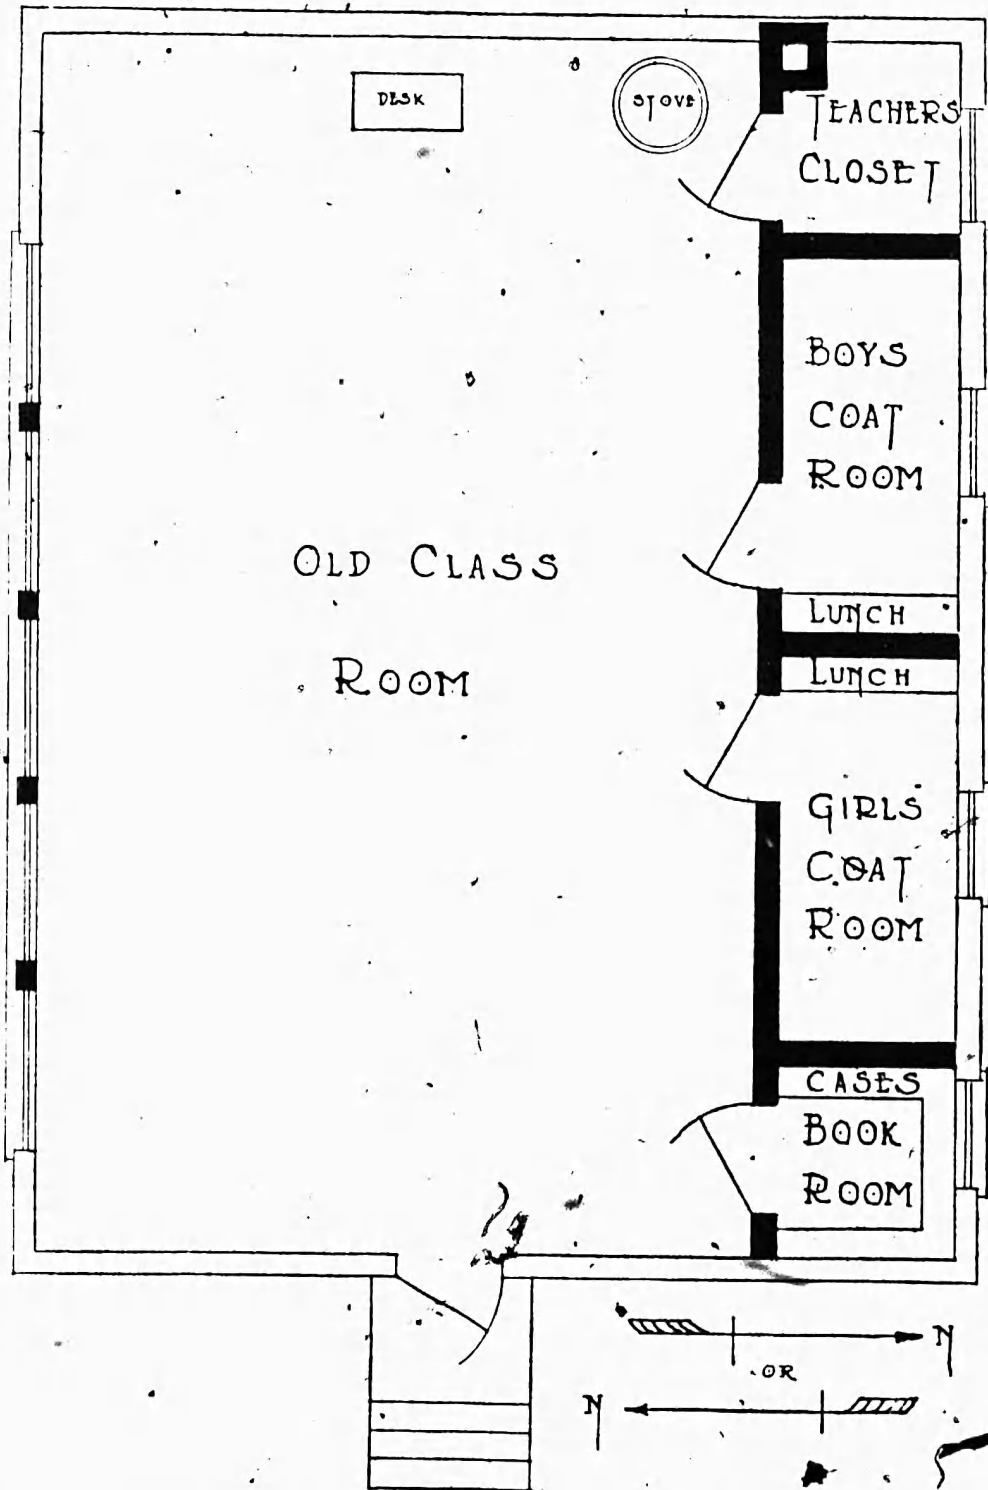 DESK
STOVE
TEACHERS
CLOSET
BOYS
COAT
ROOM
OLD CLASS
ROOM
LUNCH
LUNCH
GIRLS
COAT
ROOM
CASES
BOOK
ROOM
N
OR
N